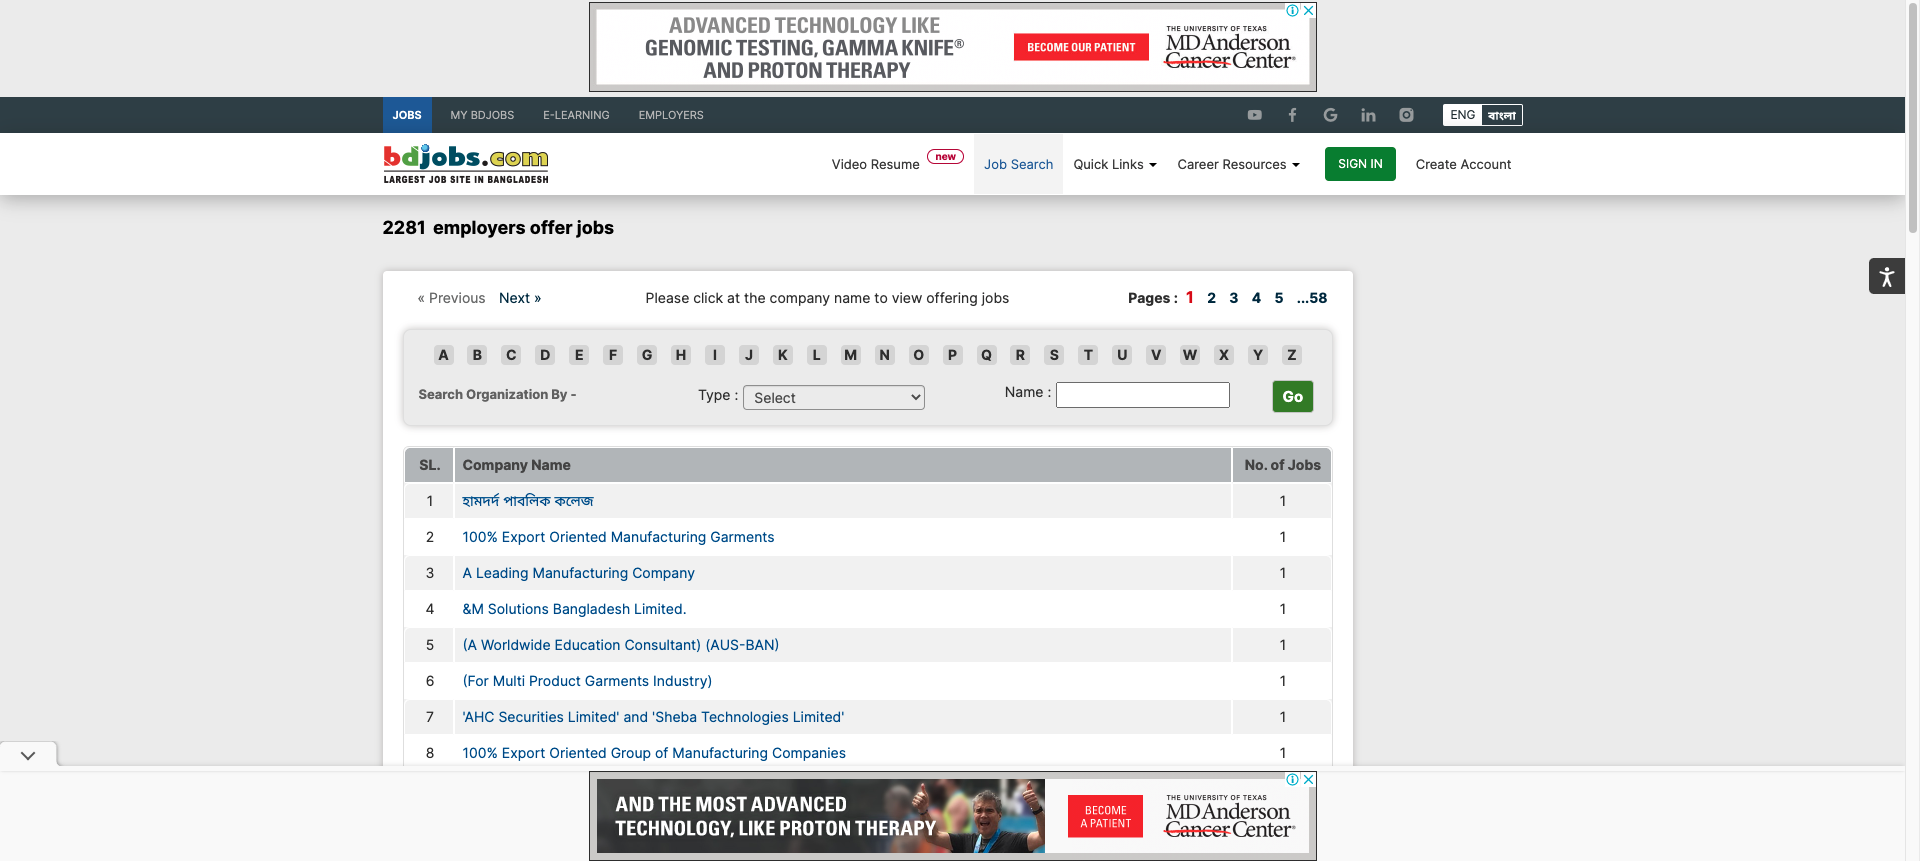 ADVANCED TECHNOLOGY LIKE
GENOMIC TESTING, GAMMA KNIFE®
AND PROTON THERAPY
BECOME OUR PATIENT
THE UNIVERSITY OF TEXAS
MD Anderson
Cancer Center®
JOBS MY BDJOBS E-LEARNING EMPLOYERS ENG বাংলা
bdjobs.com
LARGEST JOB SITE IN BANGLADESH
Video Resume new Job Search Quick Links Career Resources SIGN IN Create Account
2281 employers offer jobs
« Previous Next » Please click at the company name to view offering jobs Pages : 1 2 3 4 5 ...58
A B C D E F G H I J K L M N O P Q R S T U V W X Y Z
Search Organization By - Type : Select Name : Go
SL. Company Name No. of Jobs
1 হামদর্দ পাবলিক কলেজ 1
2 100% Export Oriented Manufacturing Garments 1
3 A Leading Manufacturing Company 1
4 &M Solutions Bangladesh Limited. 1
5 (A Worldwide Education Consultant) (AUS-BAN) 1
6 (For Multi Product Garments Industry) 1
7 'AHC Securities Limited' and 'Sheba Technologies Limited' 1
8 100% Export Oriented Group of Manufacturing Companies 1
AND THE MOST ADVANCED
TECHNOLOGY, LIKE PROTON THERAPY
BECOME
A PATIENT
THE UNIVERSITY OF TEXAS
MD Anderson
Cancer Center®